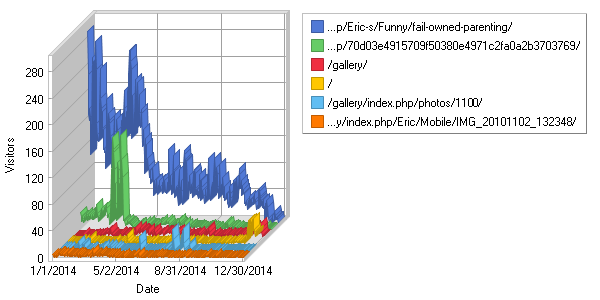 ...p/Eric-s/Funny/fail-owned-parenting/
...p/70d03e4915709f50380e4971c2fa0a2b3703769/
/gallery/
/
/gallery/index.php/photos/1100/
...y/index.php/Eric/Mobile/IMG_20101102_132348/
Visitors
280
240
200
160
120
80
40
0
1/1/2014 5/2/2014 8/31/2014 12/30/2014
Date